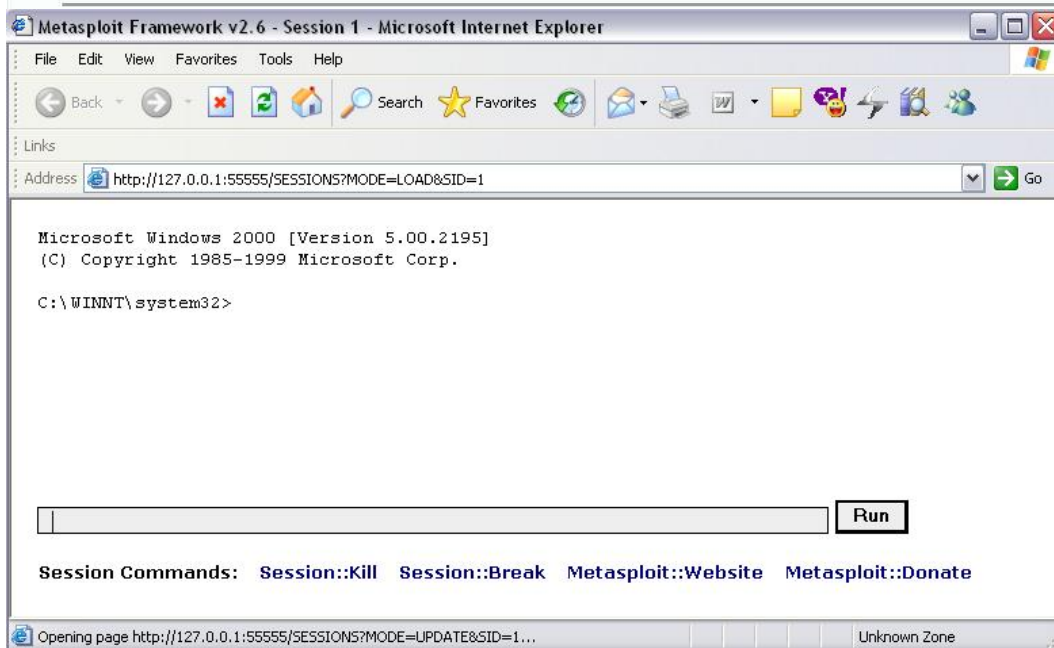 Metasploit Framework v2.6 - Session 1 - Microsoft Internet Explorer
File Edit View Favorites Tools Help
Back Search Favorites
Links
Address http://127.0.0.1:55555/SESSIONS?MODE=LOAD&SID=1 Go
Microsoft Windows 2000 [Version 5.00.2195]
(C) Copyright 1985-1999 Microsoft Corp.
C:\WINNT\system32>
Run
Session Commands: Session::Kill Session::Break Metasploit::Website Metasploit::Donate
Opening page http://127.0.0.1:55555/SESSIONS?MODE=UPDATE&SID=1... Unknown Zone